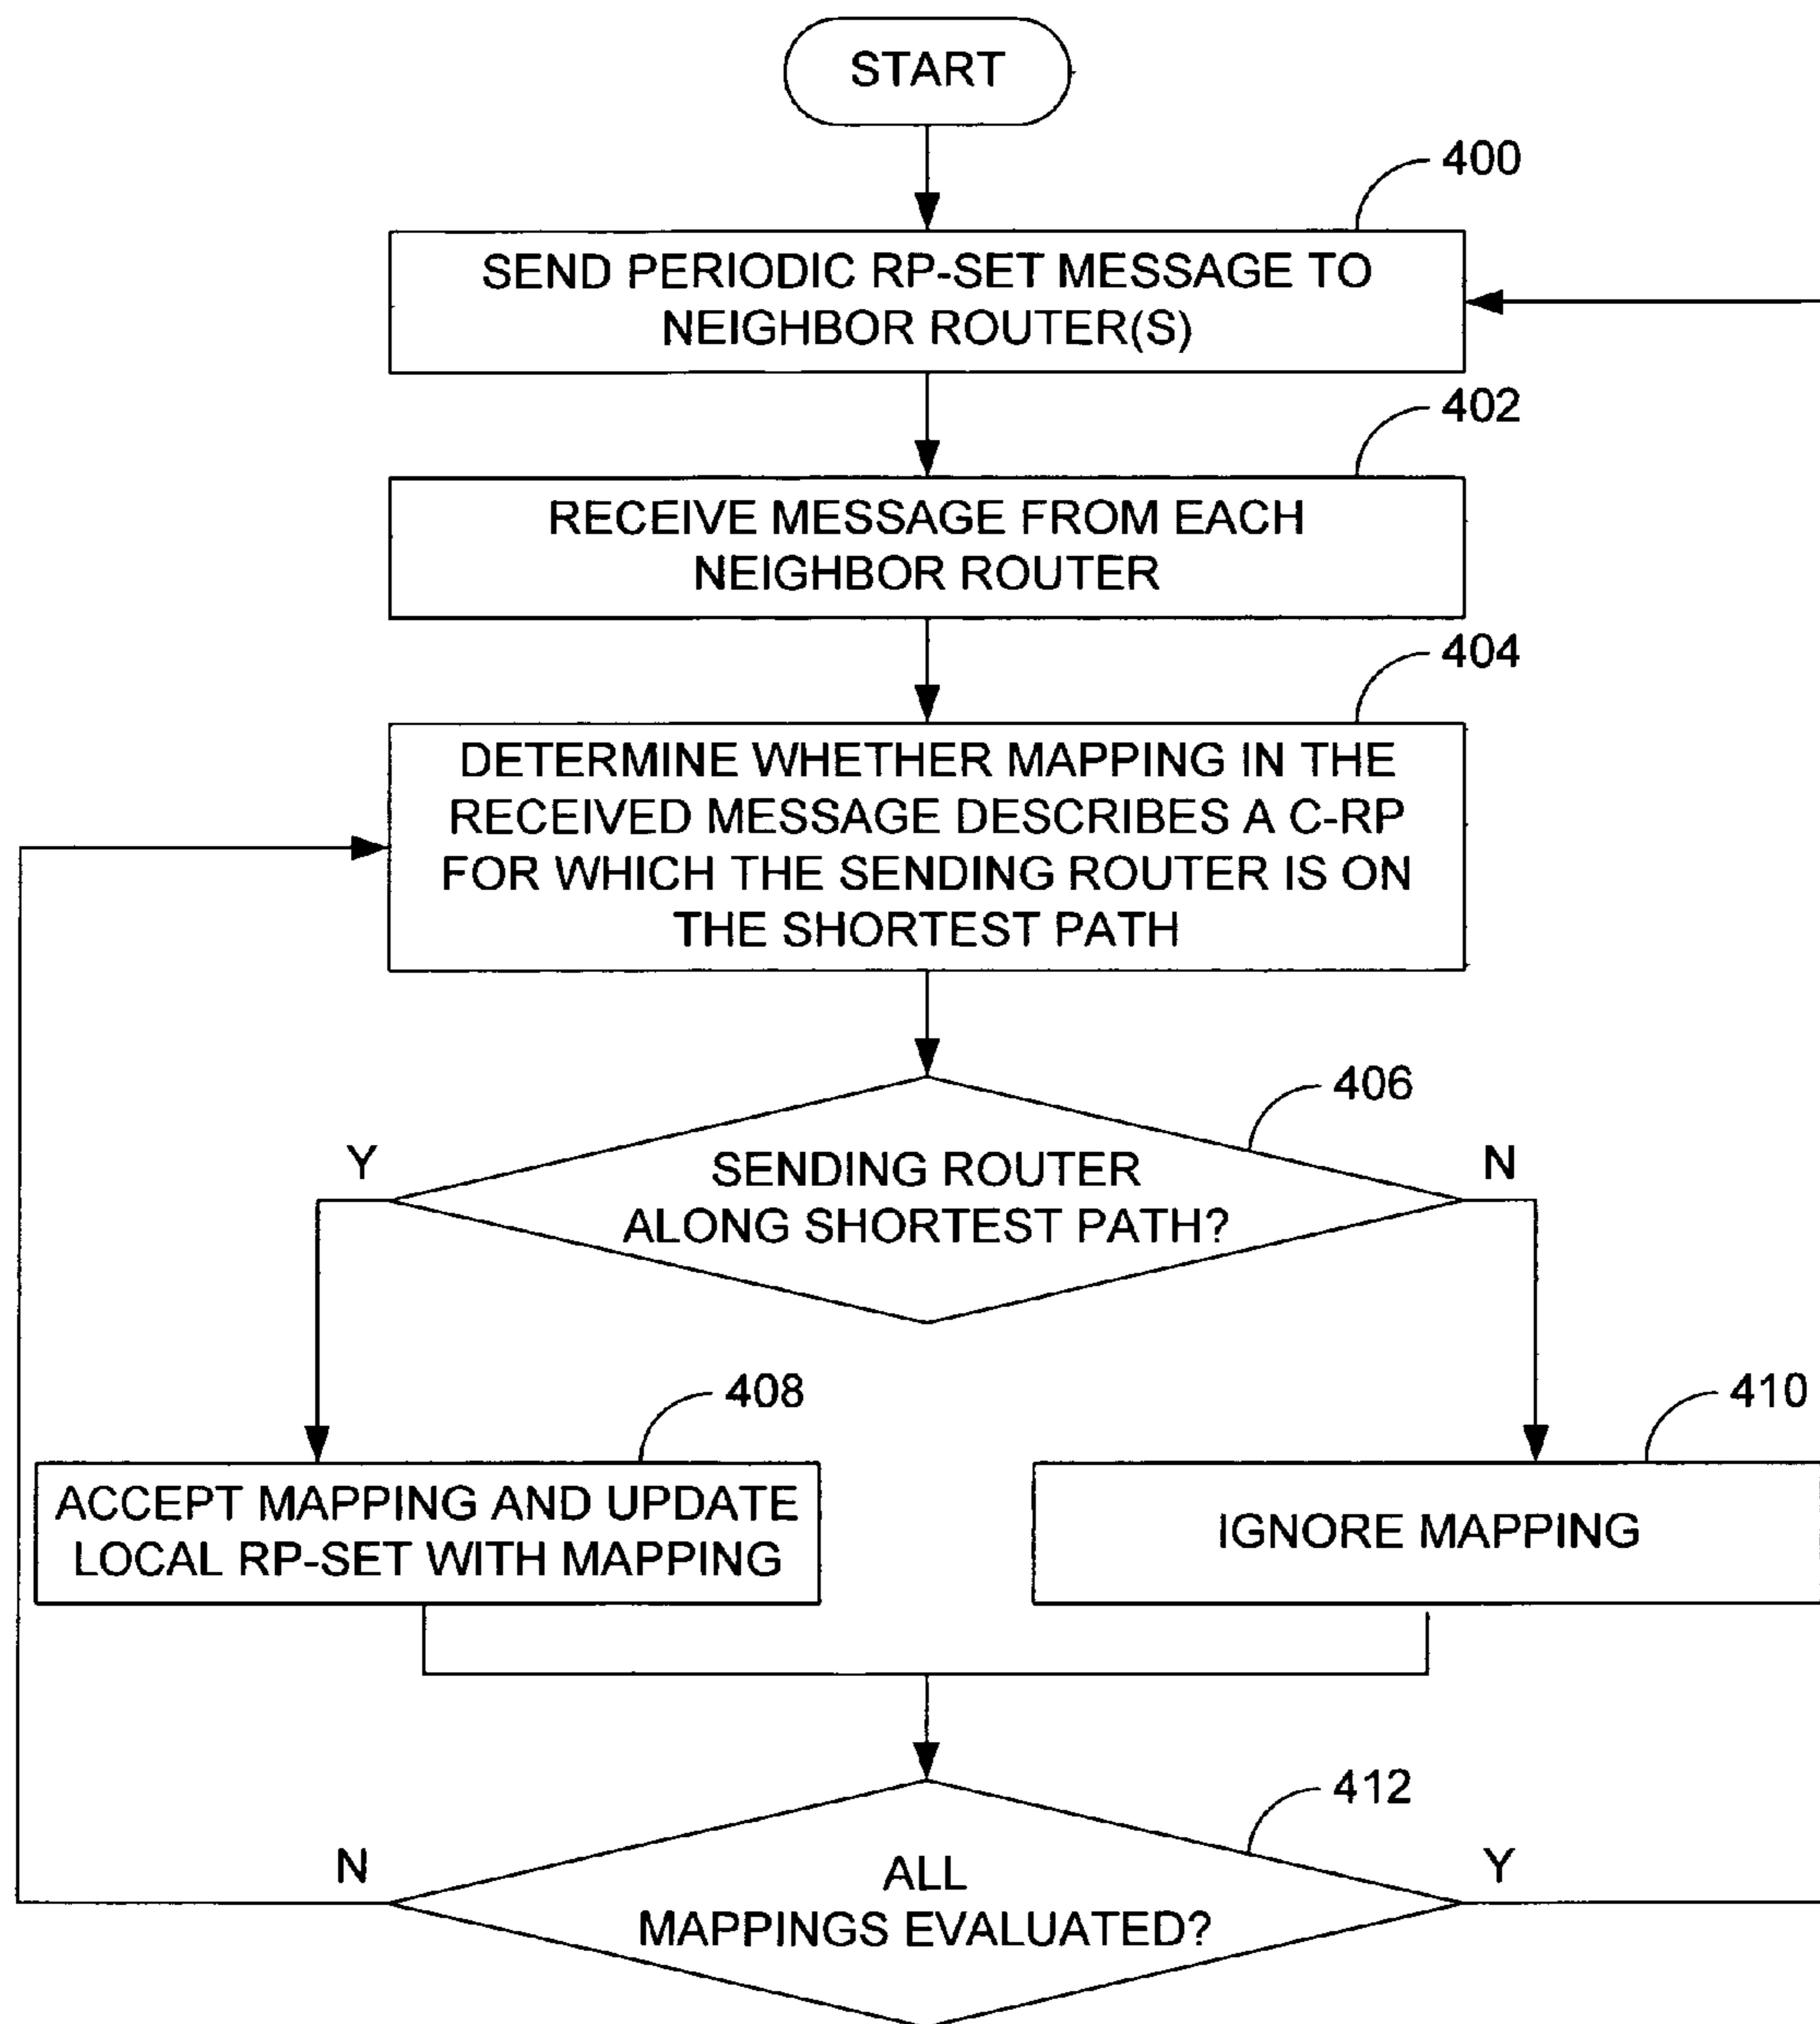 START
400
SEND PERIODIC RP-SET MESSAGE TO
NEIGHBOR ROUTER(S)
402
RECEIVE MESSAGE FROM EACH
NEIGHBOR ROUTER
404
DETERMINE WHETHER MAPPING IN THE
RECEIVED MESSAGE DESCRIBES A C-RP
FOR WHICH THE SENDING ROUTER IS ON
THE SHORTEST PATH
406
Y
SENDING ROUTER
ALONG SHORTEST PATH?
N
408
ACCEPT MAPPING AND UPDATE
LOCAL RP-SET WITH MAPPING
410
IGNORE MAPPING
412
N
ALL
MAPPINGS EVALUATED?
Y